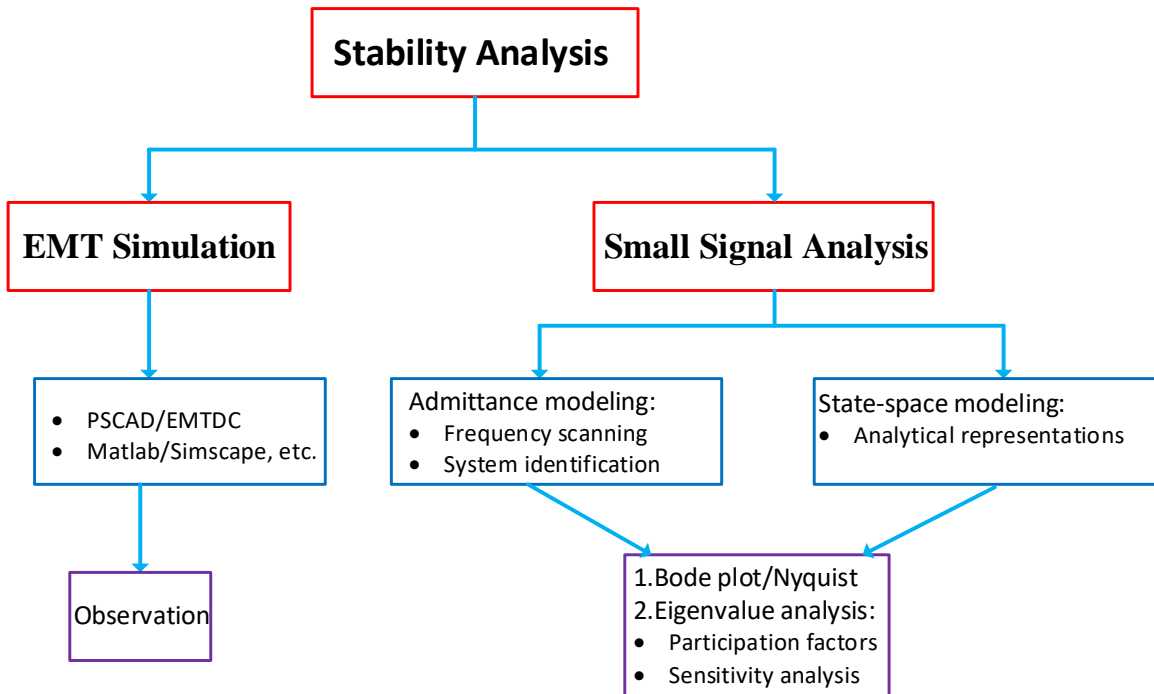 Stability Analysis
EMT Simulation
Small Signal Analysis
• PSCAD/EMTDC
• Matlab/Simscape, etc.
Admittance modeling:
• Frequency scanning
• System identification
State-space modeling:
• Analytical representations
Observation
1.Bode plot/Nyquist
2.Eigenvalue analysis:
• Participation factors
• Sensitivity analysis